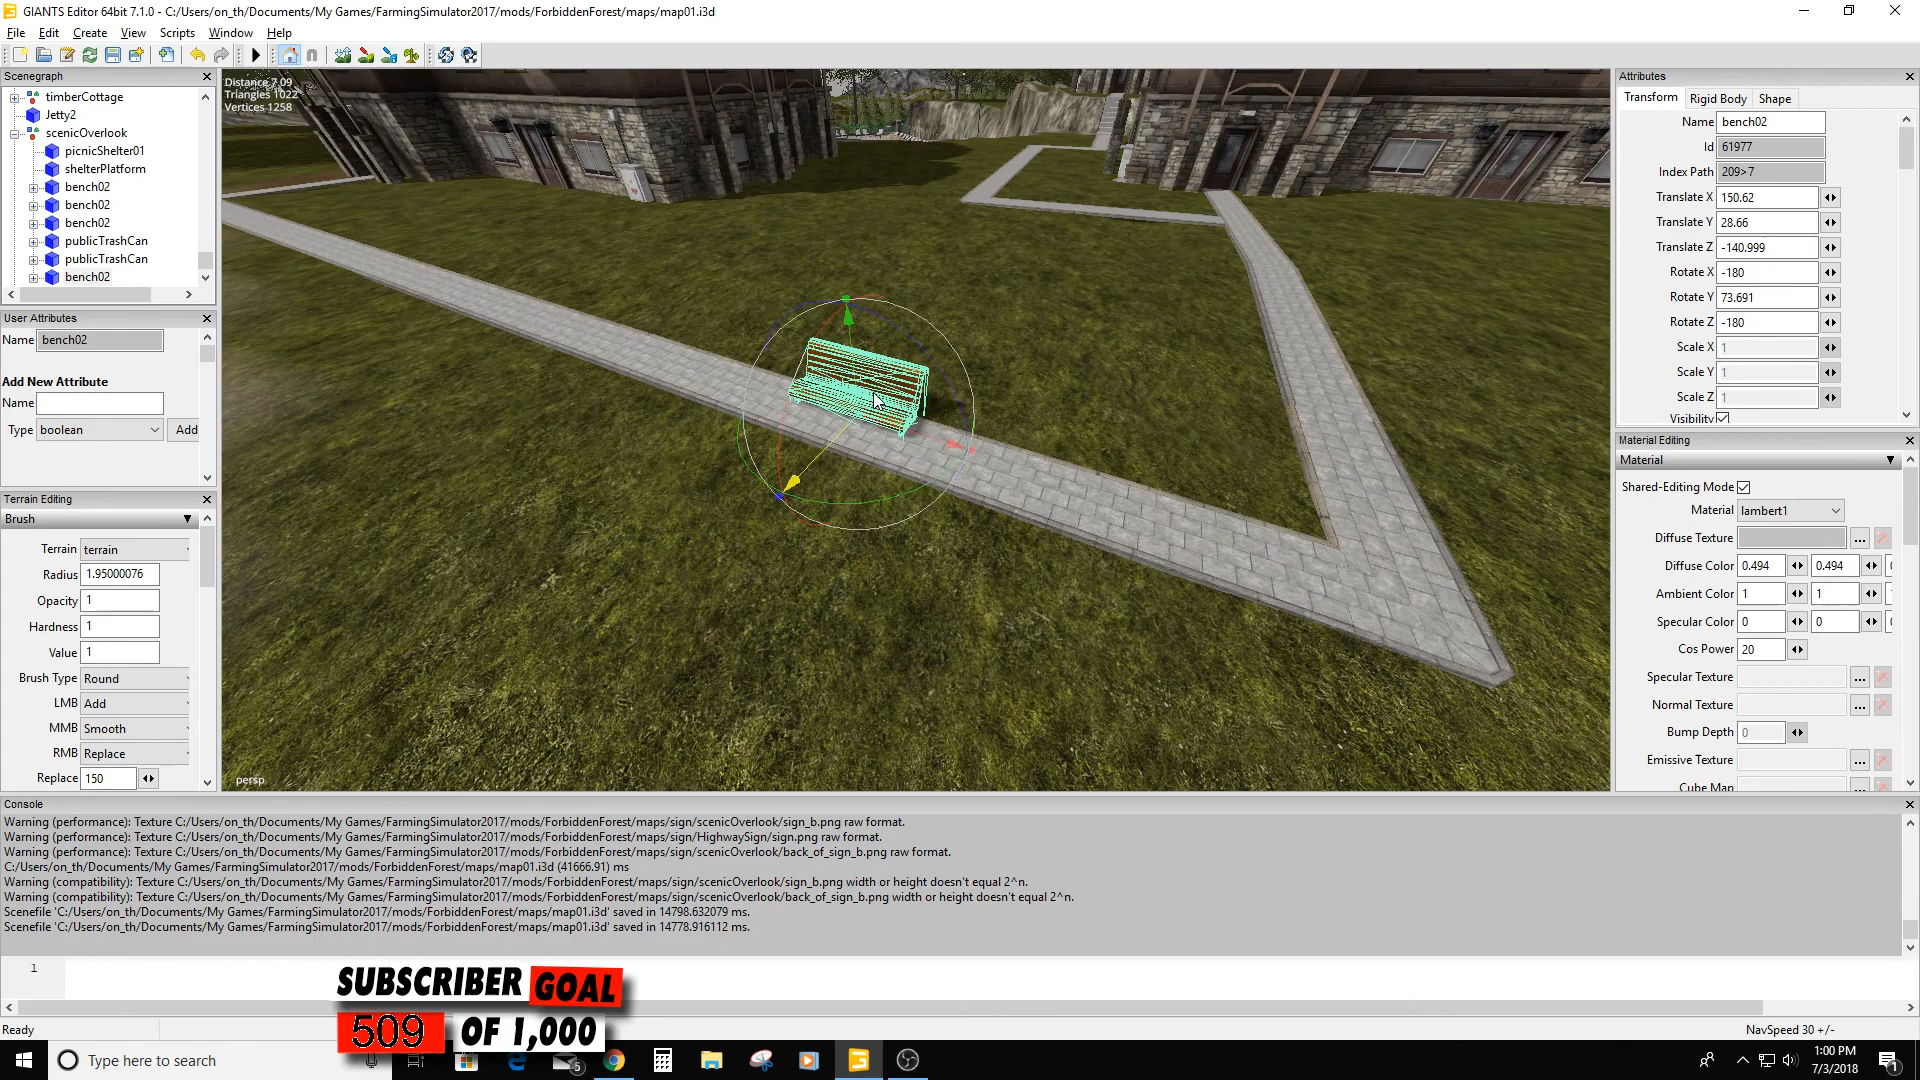 GIANTS Editor 64bit 7.1.0 - C:/Users/on_th/Documents/My Games/FarmingSimulator2017/mods/ForbiddenForest/maps/map01.i3d
File Edit Create View Scripts Window Help
Scenegraph
timberCottage
Jetty2
scenicOverlook
picnicShelter01
shelterPlatform
bench02
bench02
bench02
publicTrashCan
publicTrashCan
bench02
User Attributes
Name bench02
Add New Attribute
Name
Type boolean Add
Terrain Editing
Brush
Terrain terrain
Radius 1.95000076
Opacity 1
Hardness 1
Value 1
Brush Type Round
LMB Add
MMB Smooth
RMB Replace
Replace 150
Distance 7.09
Triangles 1022
Vertices 1258
persp
Attributes
Transform Rigid Body Shape
Name bench02
Id 61977
Index Path 209>7
Translate X 150.62
Translate Y 28.66
Translate Z -140.999
Rotate X -180
Rotate Y 73.691
Rotate Z -180
Scale X 1
Scale Y 1
Scale Z 1
Visibility
Material Editing
Material
Shared-Editing Mode
Material lambert1
Diffuse Texture ...
Diffuse Color 0.494 0.494
Ambient Color 1 1
Specular Color 0 0
Cos Power 20
Specular Texture ...
Normal Texture ...
Bump Depth 0
Emissive Texture ...
Cube Map
Console
Warning (performance): Texture C:/Users/on_th/Documents/My Games/FarmingSimulator2017/mods/ForbiddenForest/maps/sign/scenicOverlook/sign_b.png raw format.
Warning (performance): Texture C:/Users/on_th/Documents/My Games/FarmingSimulator2017/mods/ForbiddenForest/maps/sign/HighwaySign/sign.png raw format.
Warning (performance): Texture C:/Users/on_th/Documents/My Games/FarmingSimulator2017/mods/ForbiddenForest/maps/sign/scenicOverlook/back_of_sign_b.png raw format.
C:/Users/on_th/Documents/My Games/FarmingSimulator2017/mods/ForbiddenForest/maps/map01.i3d (41666.91) ms
Warning (compatibility): Texture C:/Users/on_th/Documents/My Games/FarmingSimulator2017/mods/ForbiddenForest/maps/sign/scenicOverlook/sign_b.png width or height doesn't equal 2^n.
Warning (compatibility): Texture C:/Users/on_th/Documents/My Games/FarmingSimulator2017/mods/ForbiddenForest/maps/sign/scenicOverlook/back_of_sign_b.png width or height doesn't equal 2^n.
Scenefile 'C:/Users/on_th/Documents/My Games/FarmingSimulator2017/mods/ForbiddenForest/maps/map01.i3d' saved in 14798.632079 ms.
Scenefile 'C:/Users/on_th/Documents/My Games/FarmingSimulator2017/mods/ForbiddenForest/maps/map01.i3d' saved in 14778.916112 ms.
1
SUBSCRIBER GOAL
509 OF 1,000
Ready
NavSpeed 30 +/-
Type here to search
5
1:00 PM
7/3/2018
1